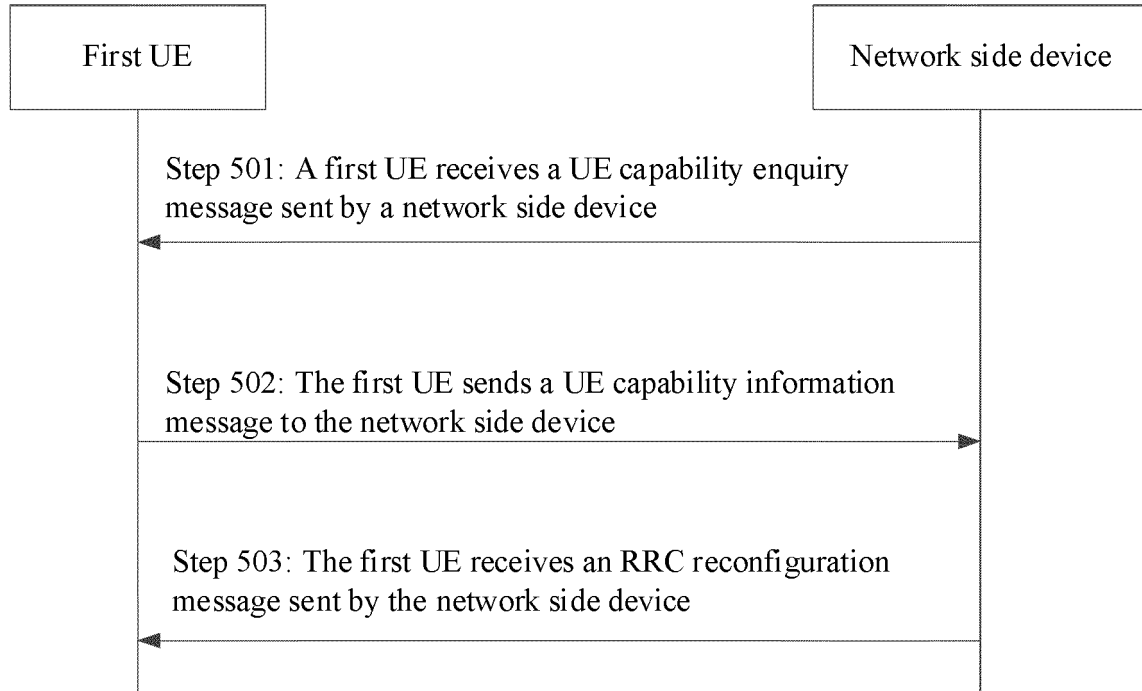 First UE
Network side device
Step 501: A first UE receives a UE capability enquiry
message sent by a network side device
Step 502: The first UE sends a UE capability information
message to the network side device
Step 503: The first UE receives an RRC reconfiguration
message sent by the network side device